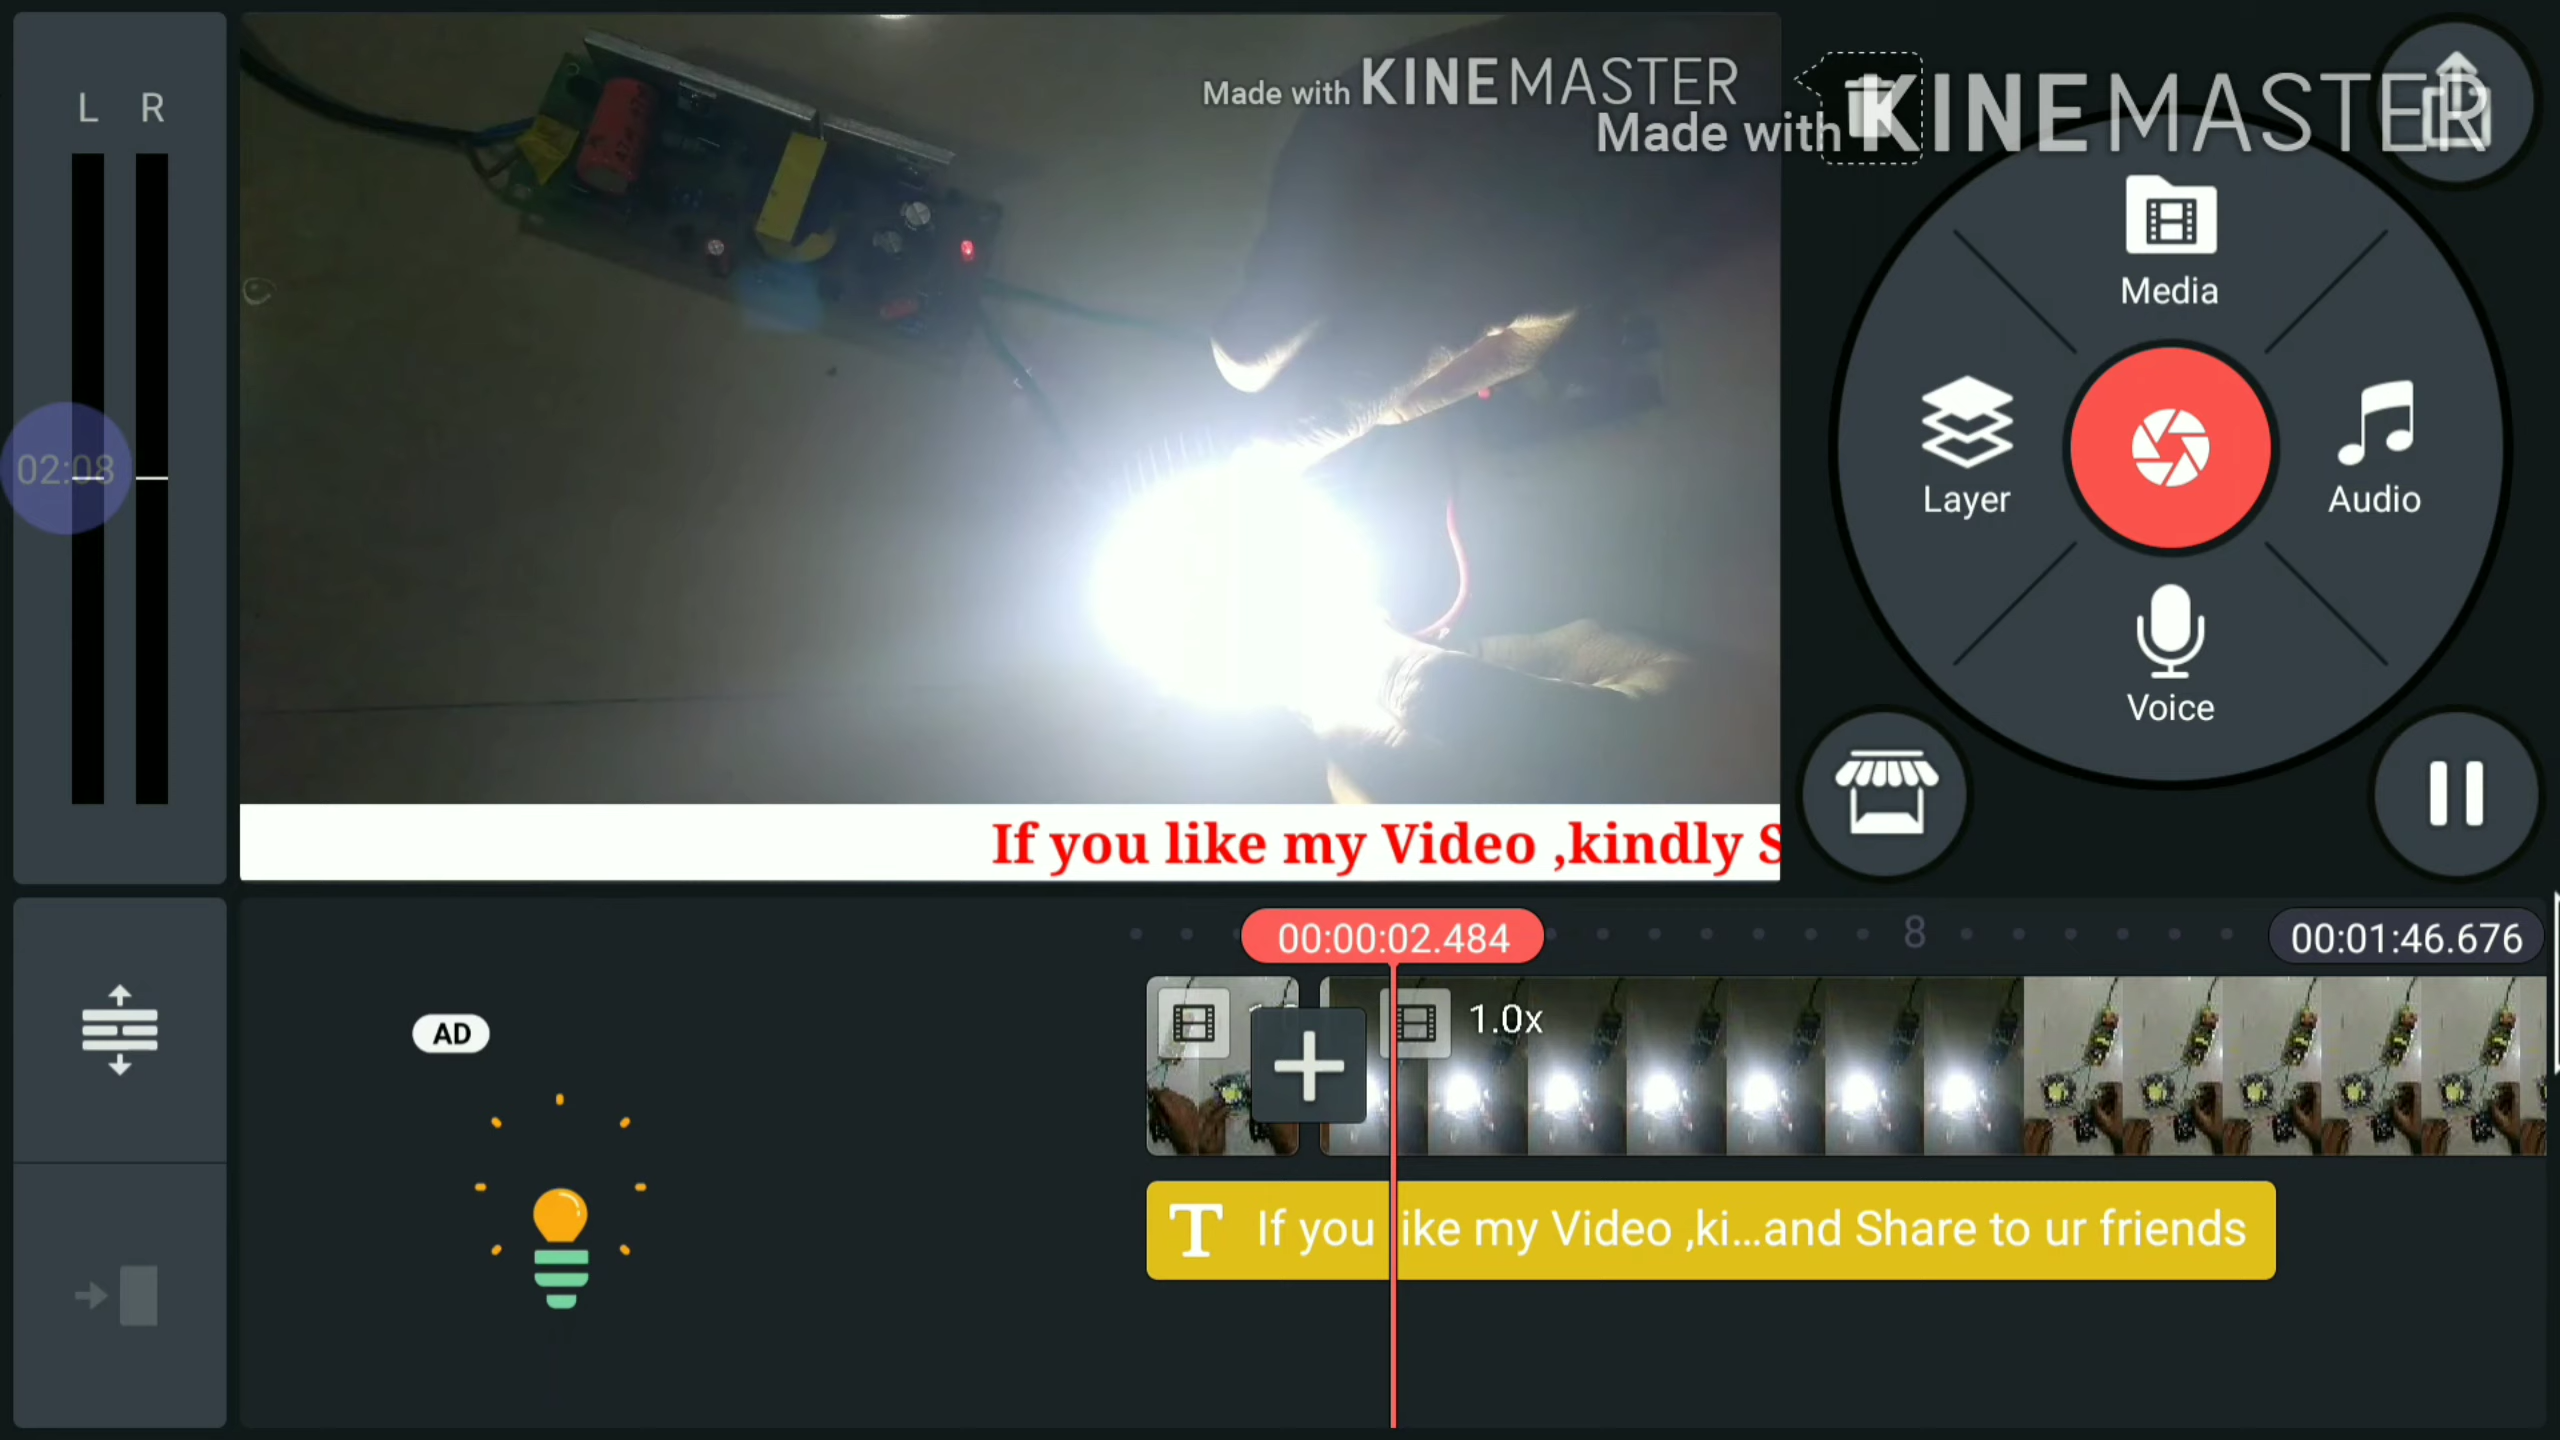 L R
Made with KINEMASTER
Made with KINEMASTER
Media
02:08
Layer
Audio
Voice
If you like my Video ,kindly S
00:00:02.484
8
00:01:46.676
AD
1.0x
T If you like my Video ,ki...and Share to ur friends